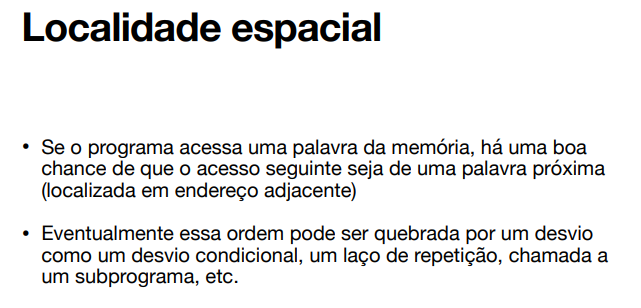 Localidade espacial
• Se o programa acessa uma palavra da memória, há uma boa
chance de que o acesso seguinte seja de uma palavra próxima
(localizada em endereço adjacente)
• Eventualmente essa ordem pode ser quebrada por um desvio
como um desvio condicional, um laço de repetição, chamada a
um subprograma, etc.